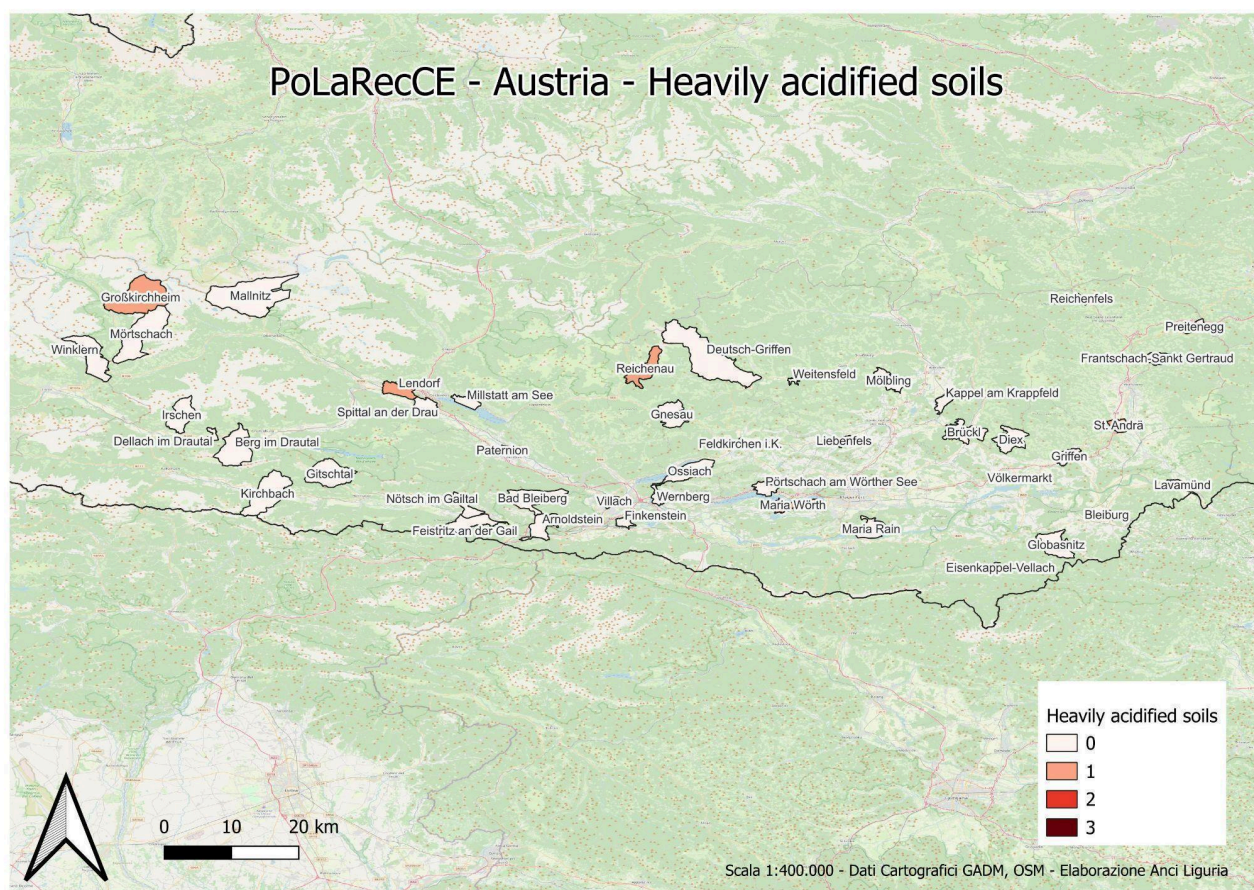 PoLaRecCE - Austria - Heavily acidified soils
Großkirchheim
Mallnitz
Mörtschach
Winklern
Reichenfels
Preitenegg
Frantschach-Sankt Gertraud
Deutsch-Griffen
Reichenau
Weitensfeld
Mölbling
Lendorf
Millstatt am See
Spittal an der Drau
Kappel am Krappfeld
Irschen
Gnesau
Dellach im Drautal
Berg im Drautal
Feldkirchen i.K.
Liebenfels
Brückl
Diex
St. Andrä
Paternion
Griffen
Gitschtal
Ossiach
Kirchbach
Pörtschach am Wörther See
Völkermarkt
Lavamünd
Nötsch im Gailtal
Bad Bleiberg
Villach
Wernberg
Maria Wörth
Arnoldstein
Finkenstein
Bleiburg
Feistritz an der Gail
Maria Rain
Globasnitz
Eisenkappel-Vellach
Heavily acidified soils
0
1
2
3
0 10 20 km
Scala 1:400.000 - Dati Cartografici GADM, OSM - Elaborazione Anci Liguria